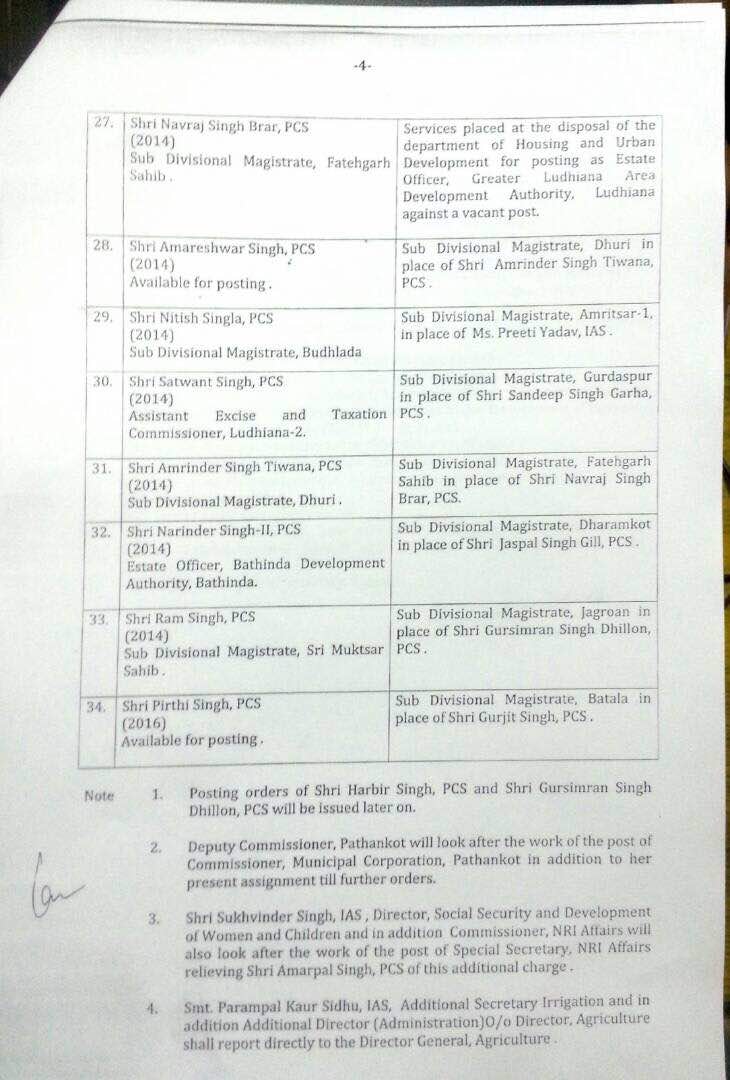 -4-
27. Shri Navraj Singh Brar, PCS
(2014)
Sub Divisional Magistrate, Fatehgarh
Sahib .
Services placed at the disposal of the
department of Housing and Urban
Development for posting as Estate
Officer, Greater Ludhiana Area
Development Authority, Ludhiana
against a vacant post.
28. Shri Amareshwar Singh, PCS
(2014)
Available for posting .
Sub Divisional Magistrate, Dhuri in
place of Shri Amrinder Singh Tiwana,
PCS .
29. Shri Nitish Singla, PCS
(2014)
Sub Divisional Magistrate, Budhlada
Sub Divisional Magistrate, Amritsar-1,
in place of Ms. Preeti Yadav, IAS .
30. Shri Satwant Singh, PCS
(2014)
Assistant Excise and Taxation
Commissioner, Ludhiana-2.
Sub Divisional Magistrate, Gurdaspur
in place of Shri Sandeep Singh Garha,
PCS .
31. Shri Amrinder Singh Tiwana, PCS
(2014)
Sub Divisional Magistrate, Dhuri .
Sub Divisional Magistrate, Fatehgarh
Sahib in place of Shri Navraj Singh
Brar, PCS.
32. Shri Narinder Singh-II, PCS
(2014)
Estate Officer, Bathinda Development
Authority, Bathinda.
Sub Divisional Magistrate, Dharamkot
in place of Shri Jaspal Singh Gill, PCS .
33. Shri Ram Singh, PCS
(2014)
Sub Divisional Magistrate, Sri Muktsar
Sahib .
Sub Divisional Magistrate, Jagroan in
place of Shri Gursimran Singh Dhillon,
PCS .
34. Shri Pirthi Singh, PCS
(2016)
Available for posting .
Sub Divisional Magistrate, Batala in
place of Shri Gurjit Singh, PCS .
Note 1. Posting orders of Shri Harbir Singh, PCS and Shri Gursimran Singh
Dhillon, PCS will be issued later on.
2. Deputy Commissioner, Pathankot will look after the work of the post of
Commissioner, Municipal Corporation, Pathankot in addition to her
present assignment till further orders.
3. Shri Sukhvinder Singh, IAS , Director, Social Security and Development
of Women and Children and in addition Commissioner, NRI Affairs will
also look after the work of the post of Special Secretary, NRI Affairs
relieving Shri Amarpal Singh, PCS of this additional charge .
4. Smt. Parampal Kaur Sidhu, IAS, Additional Secretary Irrigation and in
addition Additional Director (Administration)O/o Director, Agriculture
shall report directly to the Director General, Agriculture .